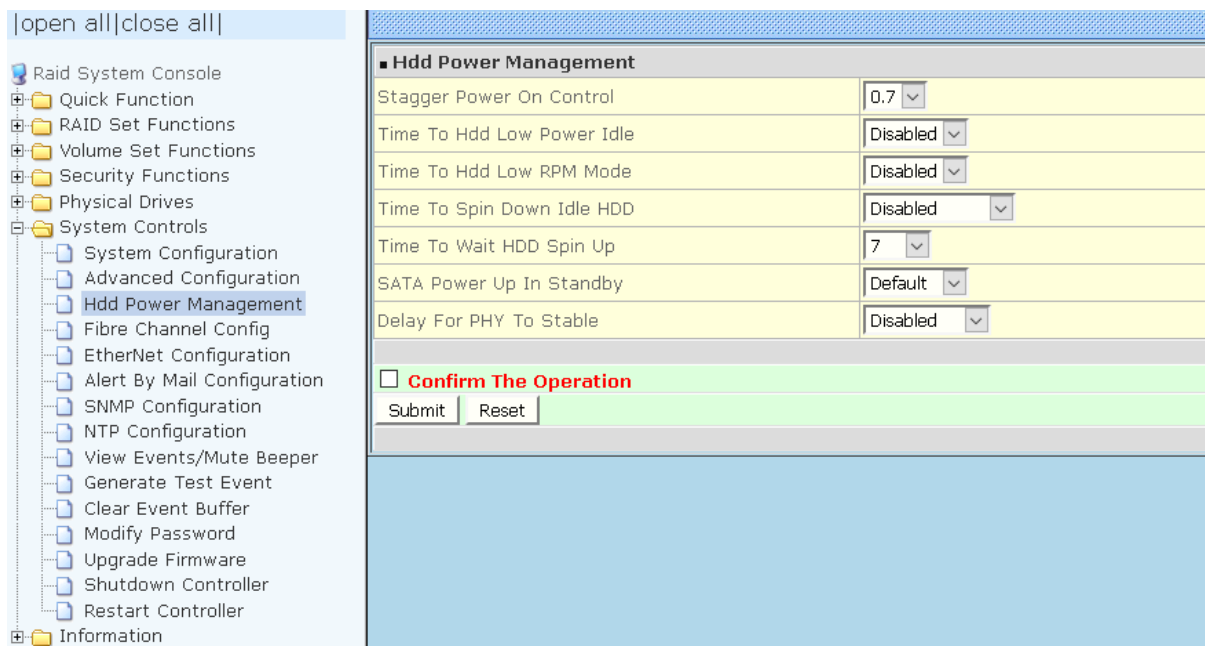 |open all|close all|
Raid System Console
Quick Function
RAID Set Functions
Volume Set Functions
Security Functions
Physical Drives
System Controls
System Configuration
Advanced Configuration
Hdd Power Management
Fibre Channel Config
EtherNet Configuration
Alert By Mail Configuration
SNMP Configuration
NTP Configuration
View Events/Mute Beeper
Generate Test Event
Clear Event Buffer
Modify Password
Upgrade Firmware
Shutdown Controller
Restart Controller
Information
Hdd Power Management
Stagger Power On Control 0.7
Time To Hdd Low Power Idle Disabled
Time To Hdd Low RPM Mode Disabled
Time To Spin Down Idle HDD Disabled
Time To Wait HDD Spin Up 7
SATA Power Up In Standby Default
Delay For PHY To Stable Disabled
Confirm The Operation
Submit Reset